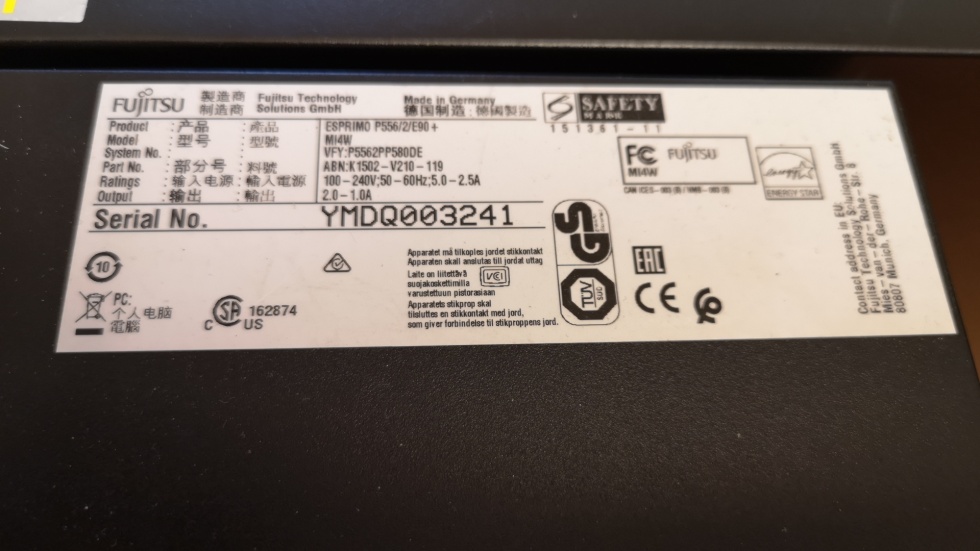 FUJITSU 製造商 制造商 Fujitsu Technology Solutions GmbH Made in Germany 德国制造 : 德國製造
SAFETY
151361-11
Product : 产品 : 產品 ESPRIMO P556/2/E90+
Model : 型号 : 型號 MI4W
System No. : VFY:P5562PP580DE
Part No. : 部分号 : 料號 ABN:K1502-V210-119
Ratings : 输入电源 : 輸入電源 100-240V;50-60Hz;5.0-2.5A
Output : 输出 : 輸出 2.0-1.0A
Serial No. YMDQ003241
FC FUJITSU
MI4W
ENERGY STAR
10
PC:
个人电脑
電腦
C SA US 162874
Apparatet må tilkoples jordet stikkontakt
Apparaten skall anslutas till jordat uttag
Laite on liitettävä
suojakoskettimilla
varustettuun pistorasiaan
VCI
Apparatets stikprop skal
tilsluttes en stikkontakt med jord,
som giver forbindelse til stikproppens jord.
GS
TÜV
SÜD
EAC
CE
Contact address in EU:
Fujitsu Technology Solutions GmbH
Mies-van-der-Rohe-Str. 8
80807 Munich, Germany